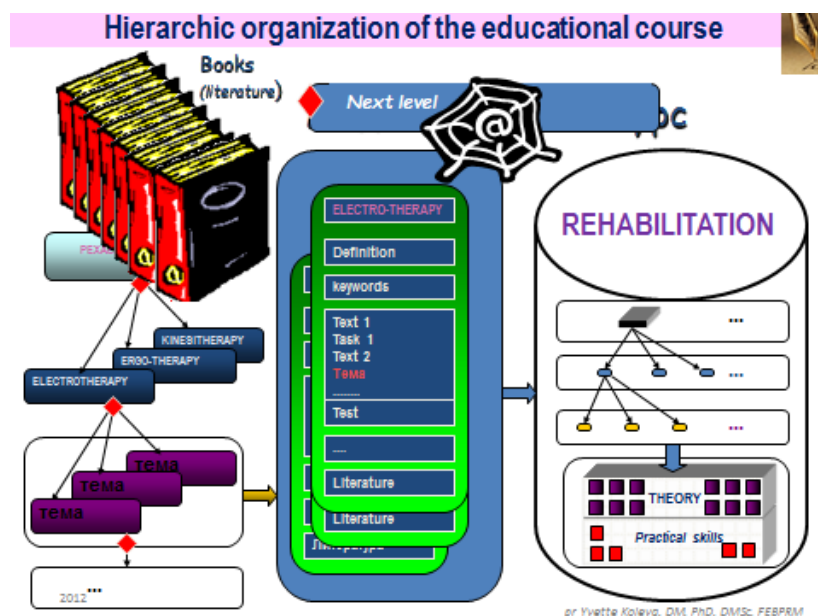 Hierarchic organization of the educational course
Books
(literature)
Next level
@
KINESITHERAPY
ERGO-THERAPY
ELECTROTHERAPY
тема
тема
тема
2012...
ELECTRO-THERAPY
Definition
keywords
Text 1
Task 1
Text 2
Тема
.........
Test
....
Literature
Literature
Литература
REHABILITATION
...
...
...
THEORY
Practical skills
or Yvette Koleva, DM, PhD, DMSc, FEBPRM